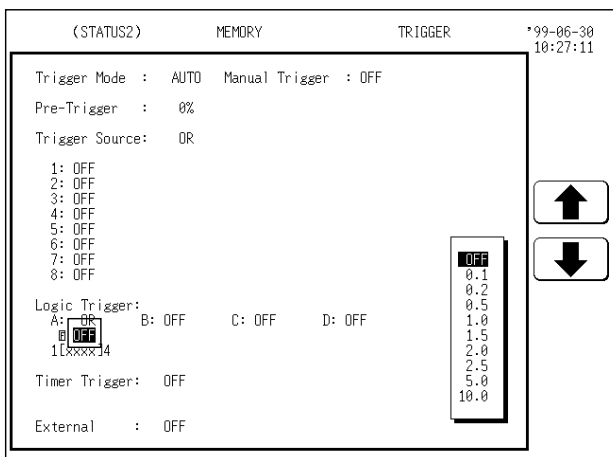 (STATUS2) MEMORY TRIGGER '99-06-30
10:27:11
Trigger Mode : AUTO Manual Trigger : OFF
Pre-Trigger : 0%
Trigger Source: OR
1: OFF
2: OFF
3: OFF
4: OFF
5: OFF
6: OFF
7: OFF
8: OFF
Logic Trigger:
A: OR B: OFF C: OFF D: OFF
F OFF
1[xxxx]4
Timer Trigger: OFF
External : OFF
OFF
0.1
0.2
0.5
1.0
1.5
2.0
2.5
5.0
10.0